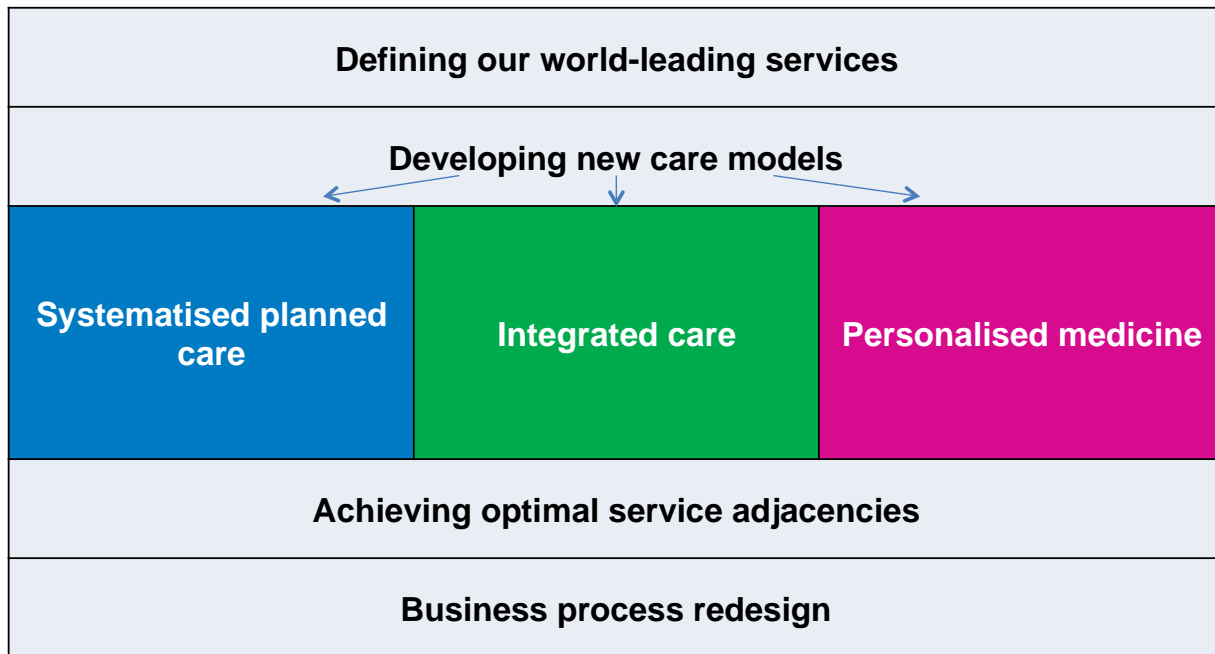 Defining our world-leading services
Developing new care models
Systematised planned
care
Integrated care
Personalised medicine
Achieving optimal service adjacencies
Business process redesign